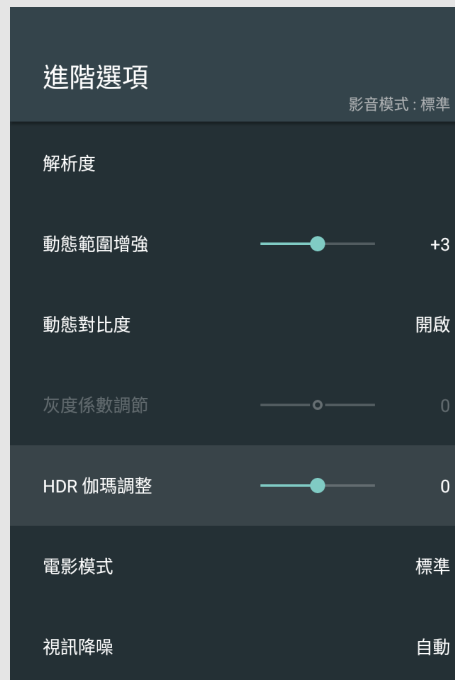 進階選項
影音模式 : 標準
解析度
動態範圍增強 +3
動態對比度 開啟
灰度係數調節 0
HDR 伽瑪調整 0
電影模式 標準
視訊降噪 自動